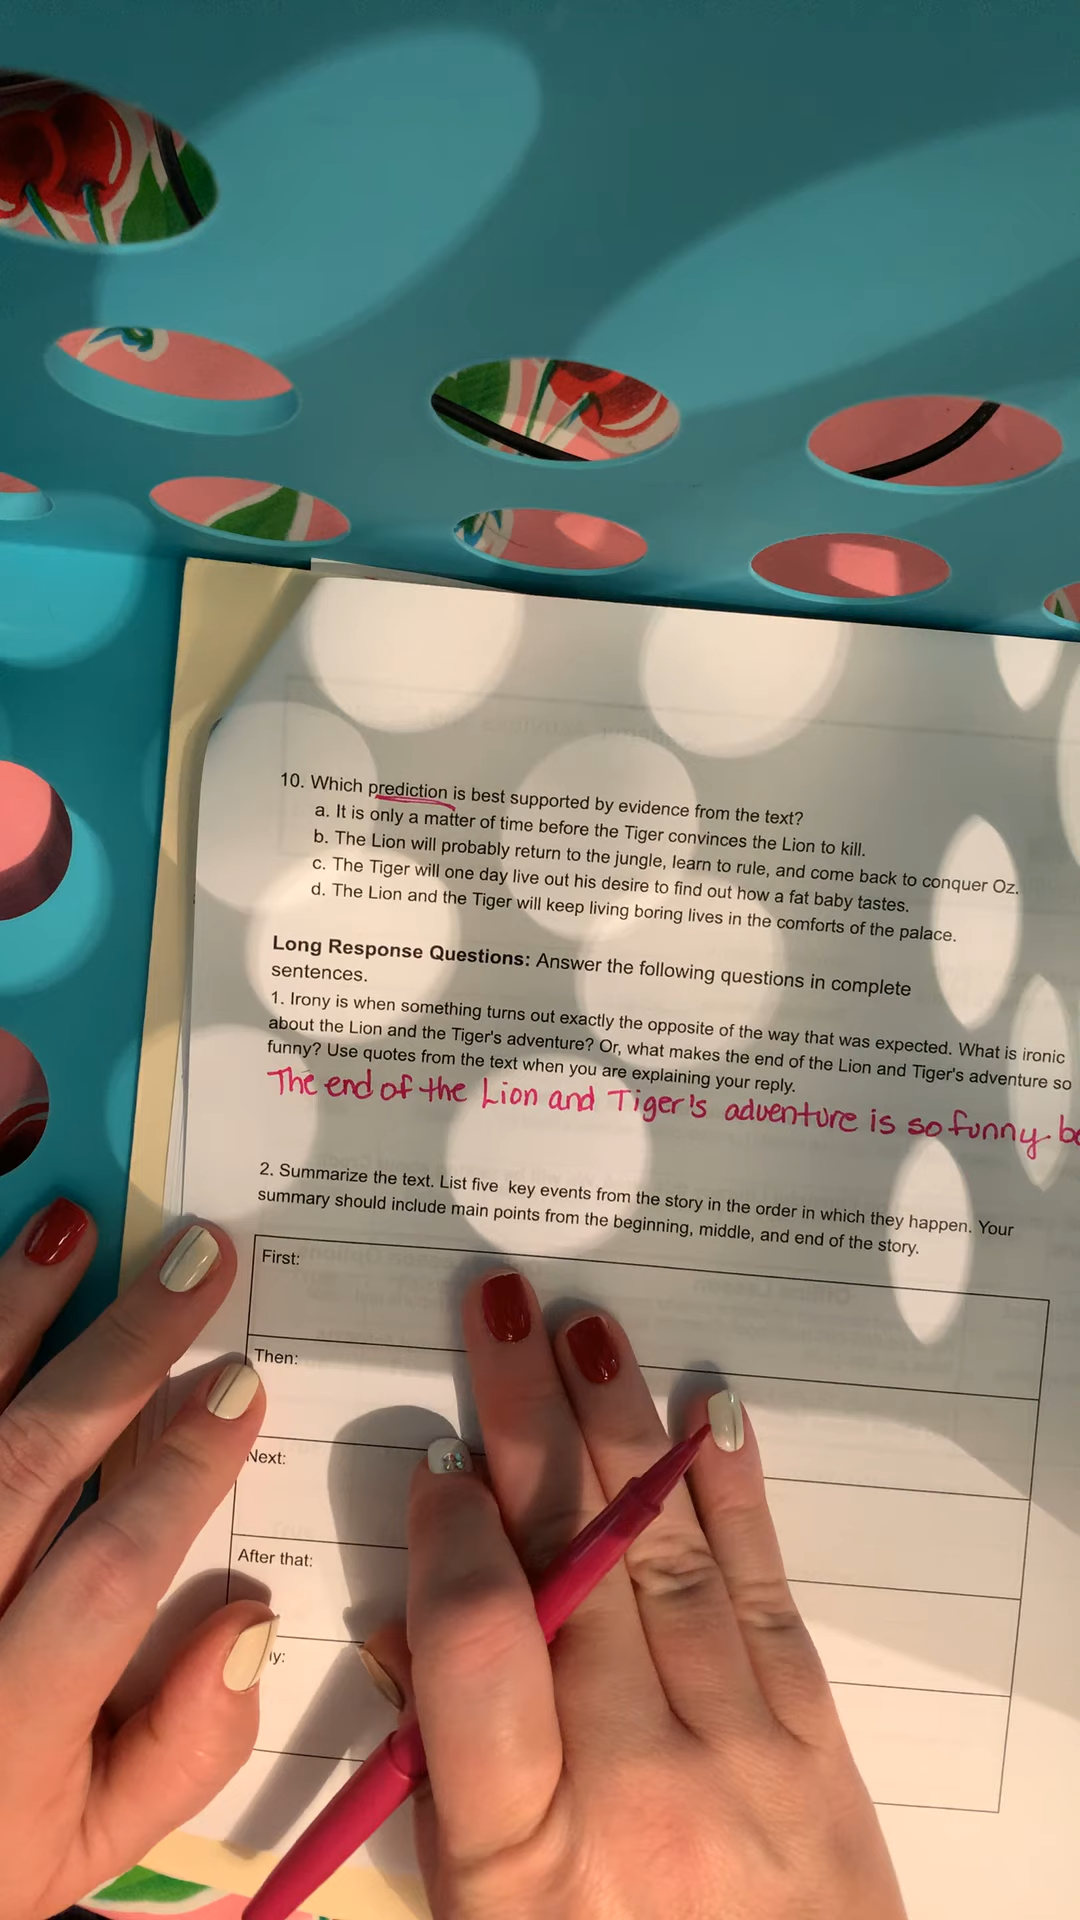 10. Which prediction is best supported by evidence from the text?
a. It is only a matter of time before the Tiger convinces the Lion to kill.
b. The Lion will probably return to the jungle, learn to rule, and come back to conquer Oz.
c. The Tiger will one day live out his desire to find out how a fat baby tastes.
d. The Lion and the Tiger will keep living boring lives in the comforts of the palace.
Long Response Questions: Answer the following questions in complete
sentences.
1. Irony is when something turns out exactly the opposite of the way that was expected. What is ironic
about the Lion and the Tiger's adventure? Or, what makes the end of the Lion and Tiger's adventure so
funny? Use quotes from the text when you are explaining your reply.
The end of the Lion and Tiger's adventure is so funny
2. Summarize the text. List five key events from the story in the order in which they happen. Your
summary should include main points from the beginning, middle, and end of the story.
First:
Then:
Next:
After that: